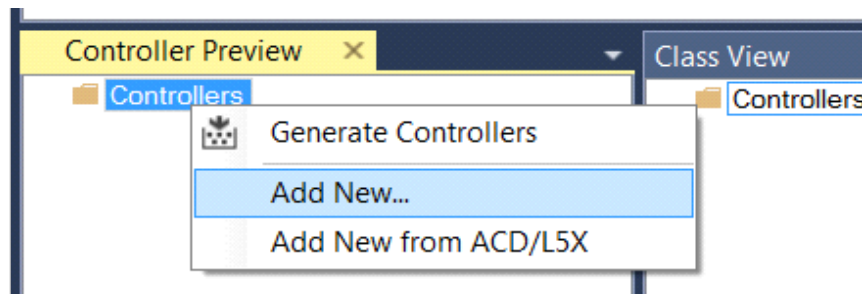 Controller Preview
Class View
Controllers
Controllers
Generate Controllers
Add New...
Add New from ACD/L5X